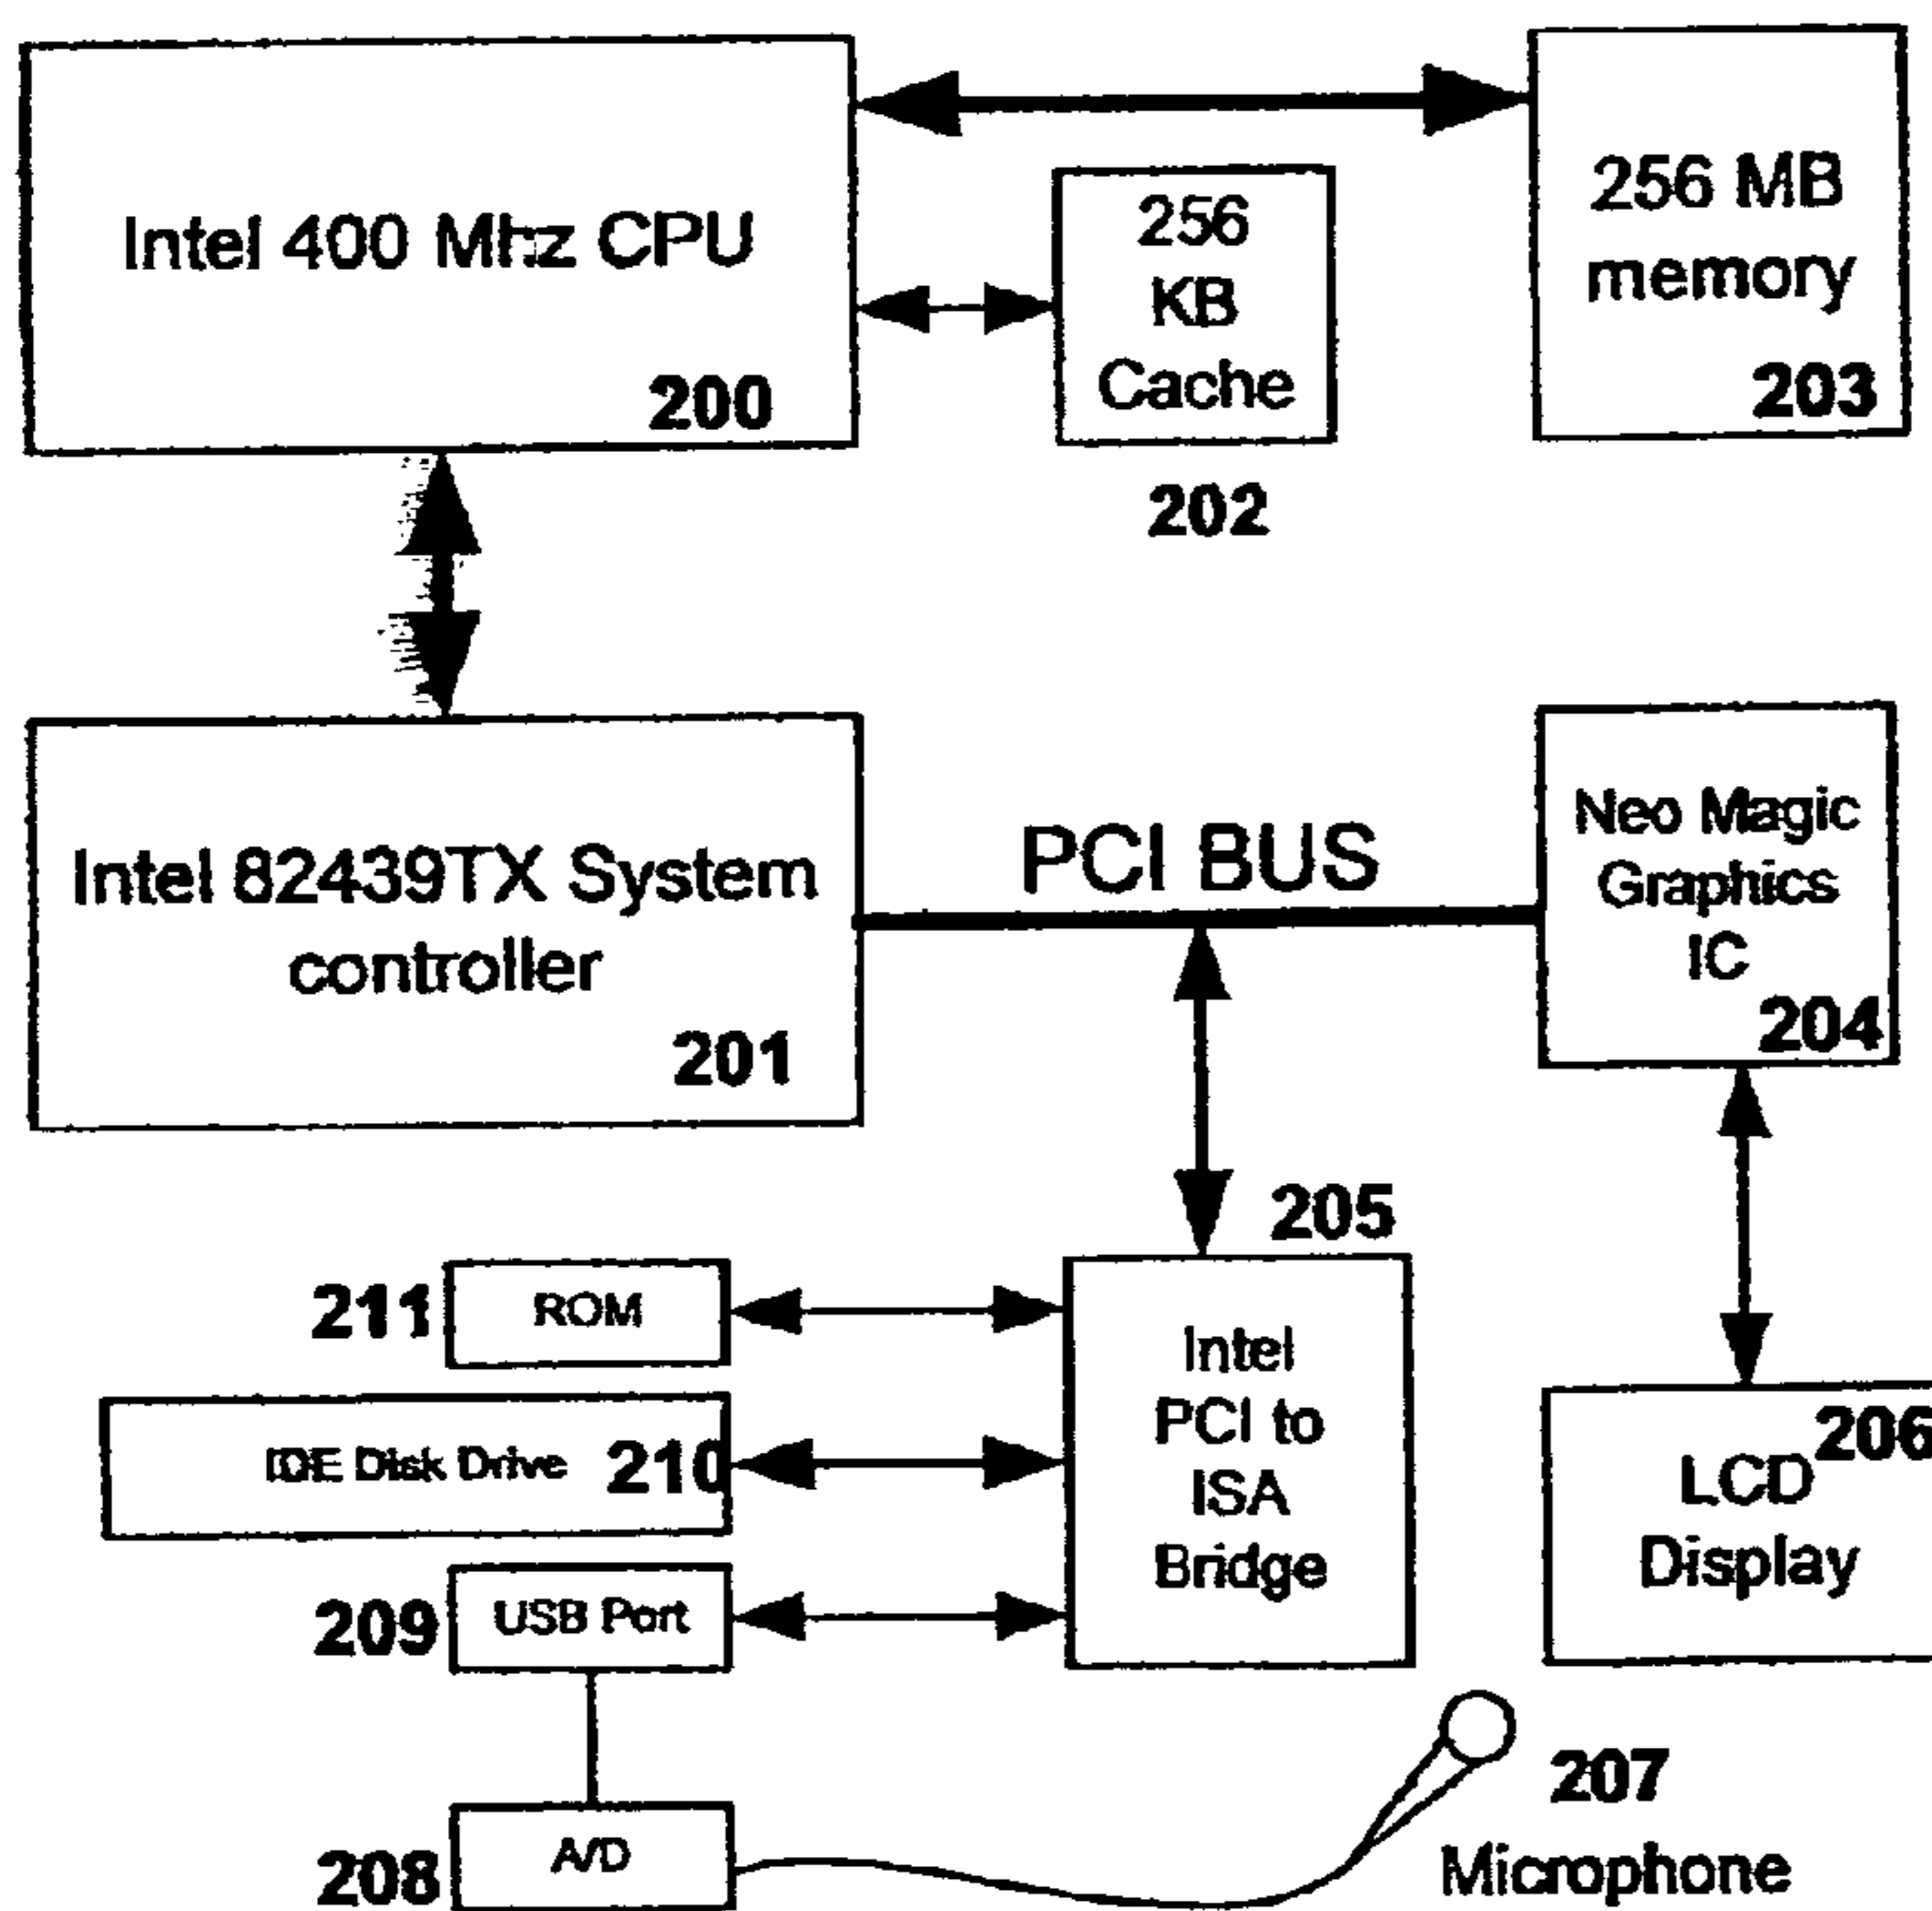 Intel 400 Mhz CPU
200
256
KB
Cache
202
256 MB
memory
203
Intel 82439TX System
controller
201
PCI BUS
Neo Magic
Graphics
IC
204
205
211
ROM
Intel
PCI to
ISA
Bridge
IDE Disk Drive 210
206
LCD
Display
209
USB Port
207
Microphone
208
A/D